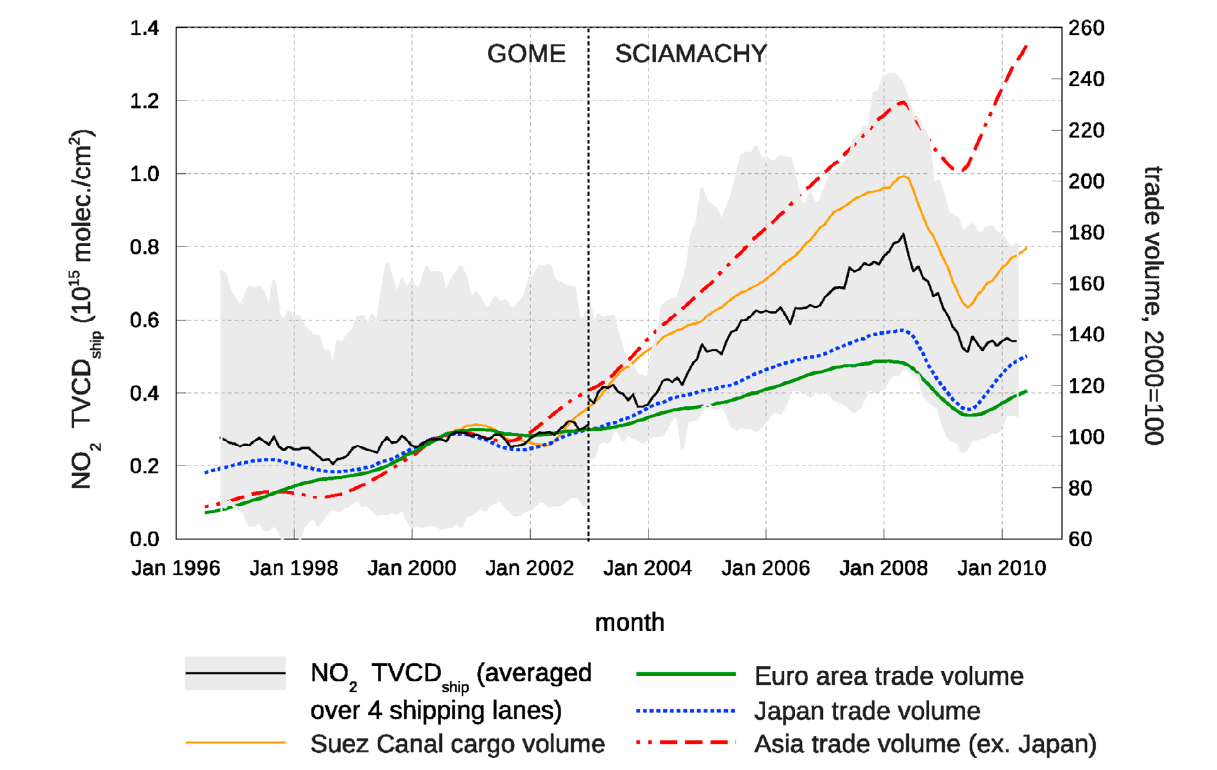 1.4
1.2
1.0
0.8
0.6
0.4
0.2
0.0
NO2 TVCDship (10^15 molec./cm^2)
GOME
SCIAMACHY
260
240
220
200
180
160
140
120
100
80
60
trade volume, 2000=100
Jan 1996 Jan 1998 Jan 2000 Jan 2002 Jan 2004 Jan 2006 Jan 2008 Jan 2010
month
NO2 TVCDship (averaged
over 4 shipping lanes)
Suez Canal cargo volume
Euro area trade volume
Japan trade volume
Asia trade volume (ex. Japan)